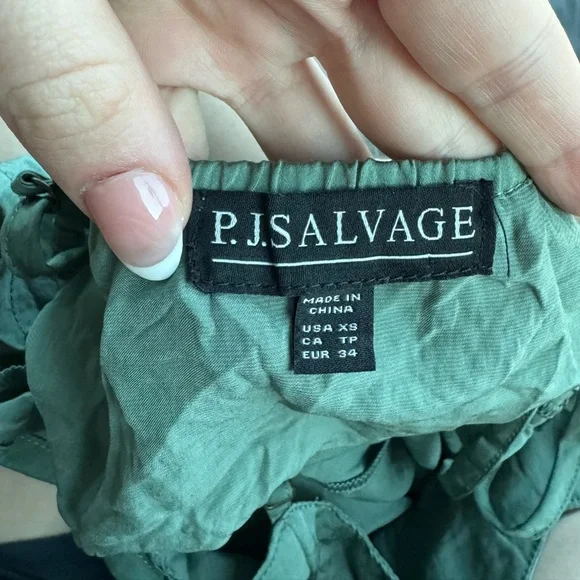 P.J.SALVAGE
MADE IN
CHINA
USA XS
CA TP
EUR 34